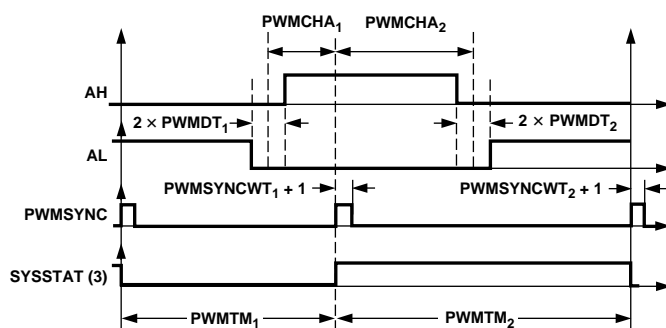 PWMCHA₁ PWMCHA₂
AH
2 × PWMDT₁ 2 × PWMDT₂
AL
PWMSYNCWT₁ + 1 PWMSYNCWT₂ + 1
PWMSYNC
SYSSTAT (3)
PWMTM₁ PWMTM₂